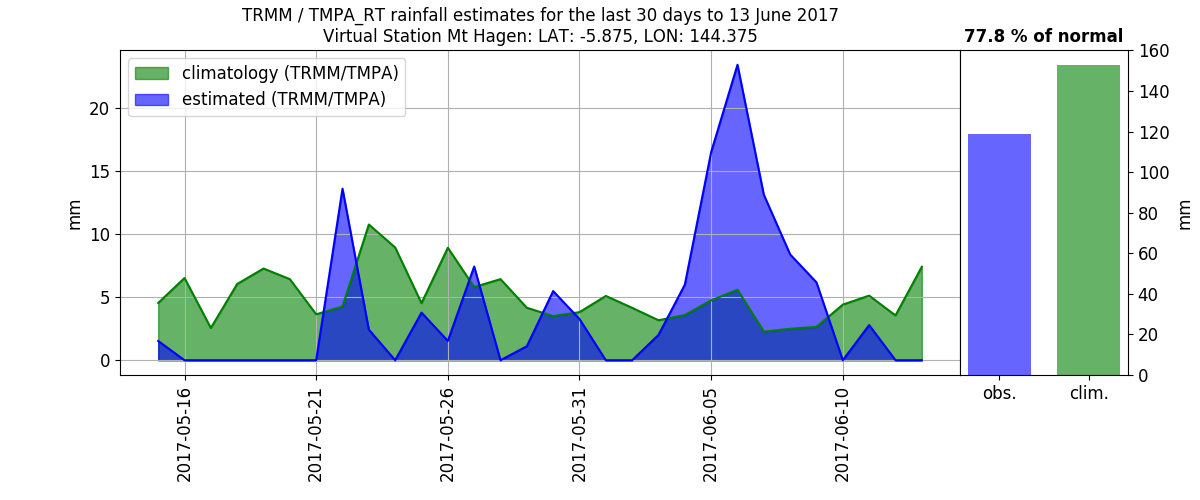 TRMM / TMPA_RT rainfall estimates for the last 30 days to 13 June 2017
Virtual Station Mt Hagen: LAT: -5.875, LON: 144.375
77.8 % of normal
climatology (TRMM/TMPA)
estimated (TRMM/TMPA)
mm
20
15
10
5
0
2017-05-16
2017-05-21
2017-05-26
2017-05-31
2017-06-05
2017-06-10
160
140
120
100
80
60
40
20
0
mm
obs.
clim.